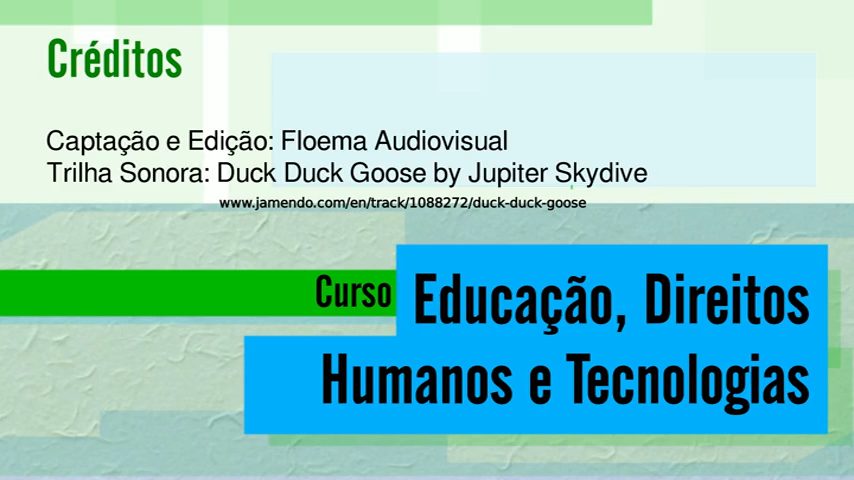 Créditos
Captação e Edição: Floema Audiovisual
Trilha Sonora: Duck Duck Goose by Jupiter Skydive
www.jamendo.com/en/track/1088272/duck-duck-goose
Curso Educação, Direitos
Humanos e Tecnologias